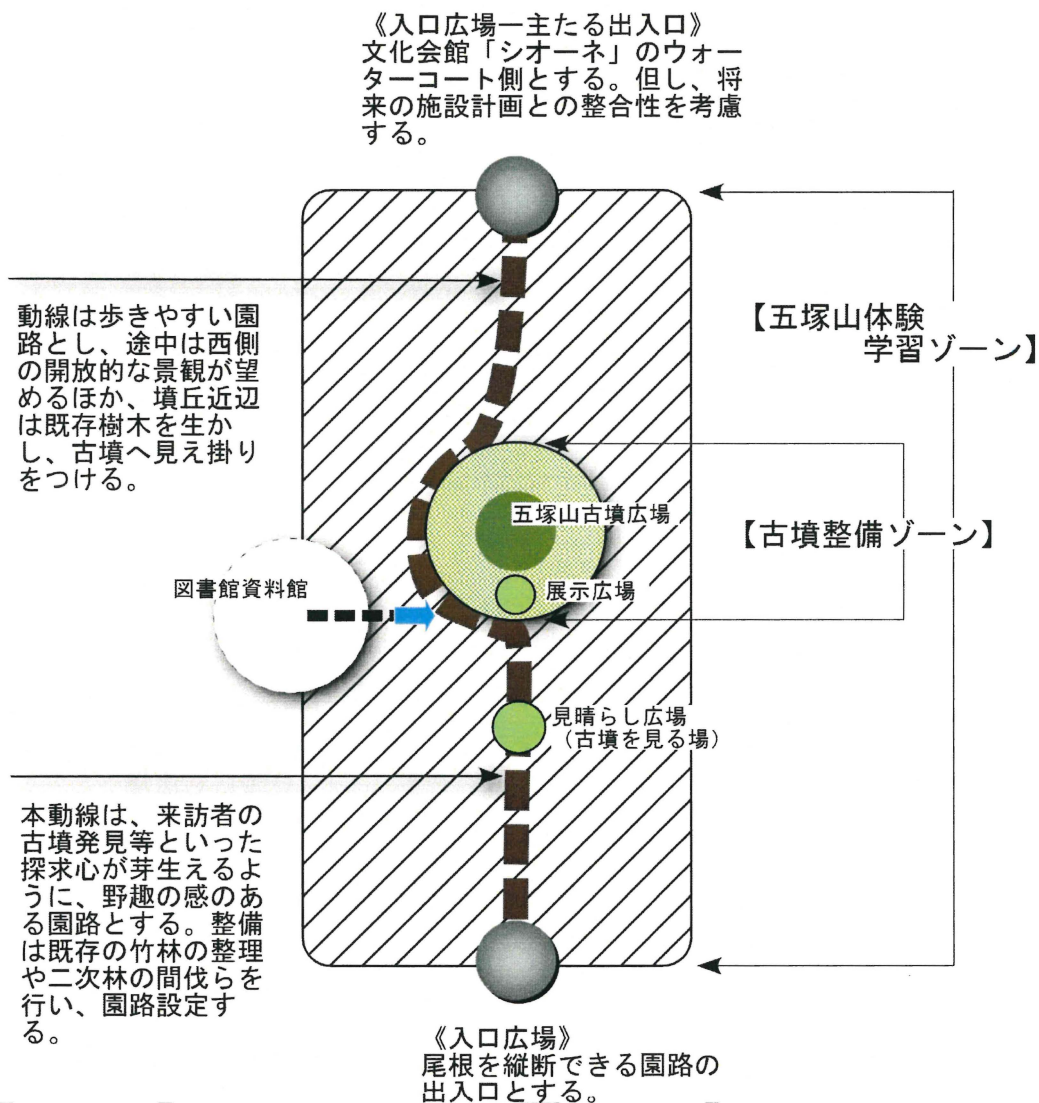 《入口広場―主たる出入口》
文化会館「シオーネ」のウォー
ターコート側とする。但し、将
来の施設計画との整合性を考慮
する。
動線は歩きやすい園
路とし、途中は西側
の開放的な景観が望
めるほか、墳丘近辺
は既存樹木を生か
し、古墳へ見え掛り
をつける。
【五塚山体験
学習ゾーン】
五塚山古墳広場
【古墳整備ゾーン】
図書館資料館
展示広場
見晴らし広場
（古墳を見る場）
本動線は、来訪者の
古墳発見等といった
探求心が芽生えるよ
うに、野趣の感のあ
る園路とする。整備
は既存の竹林の整理
や二次林の間伐らを
行い、園路設定す
る。
《入口広場》
尾根を縦断できる園路の
出入口とする。